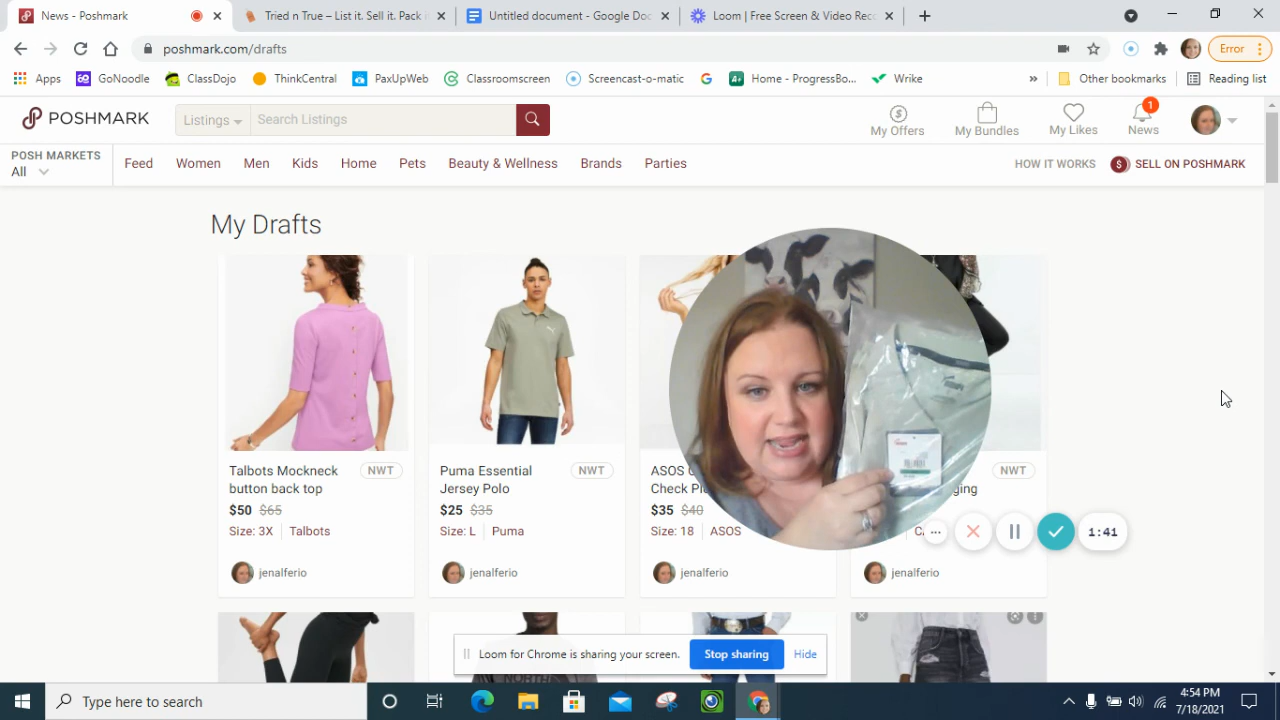 News - Poshmark
Tried n True – List it. Sell it. Pack i
Untitled document - Google Doc
Loom | Free Screen & Video Rec
poshmark.com/drafts
Error
Apps
GoNoodle
ClassDojo
ThinkCentral
PaxUpWeb
Classroomscreen
Screencast-o-matic
Home - ProgressBo...
Wrike
»
Other bookmarks
Reading list
POSHMARK
Listings
Search Listings
My Offers
My Bundles
My Likes
1
News
POSH MARKETS
All
Feed
Women
Men
Kids
Home
Pets
Beauty & Wellness
Brands
Parties
HOW IT WORKS
SELL ON POSHMARK
My Drafts
Talbots Mockneck
button back top
NWT
$50 $65
Size: 3X
Talbots
jenalferio
Puma Essential
Jersey Polo
NWT
$25 $35
Size: L
Puma
jenalferio
ASOS
Check
$35 $40
Size: 18
ASOS
jenalferio
NWT
jenalferio
1:41
Loom for Chrome is sharing your screen.
Stop sharing
Hide
Type here to search
4:54 PM
7/18/2021